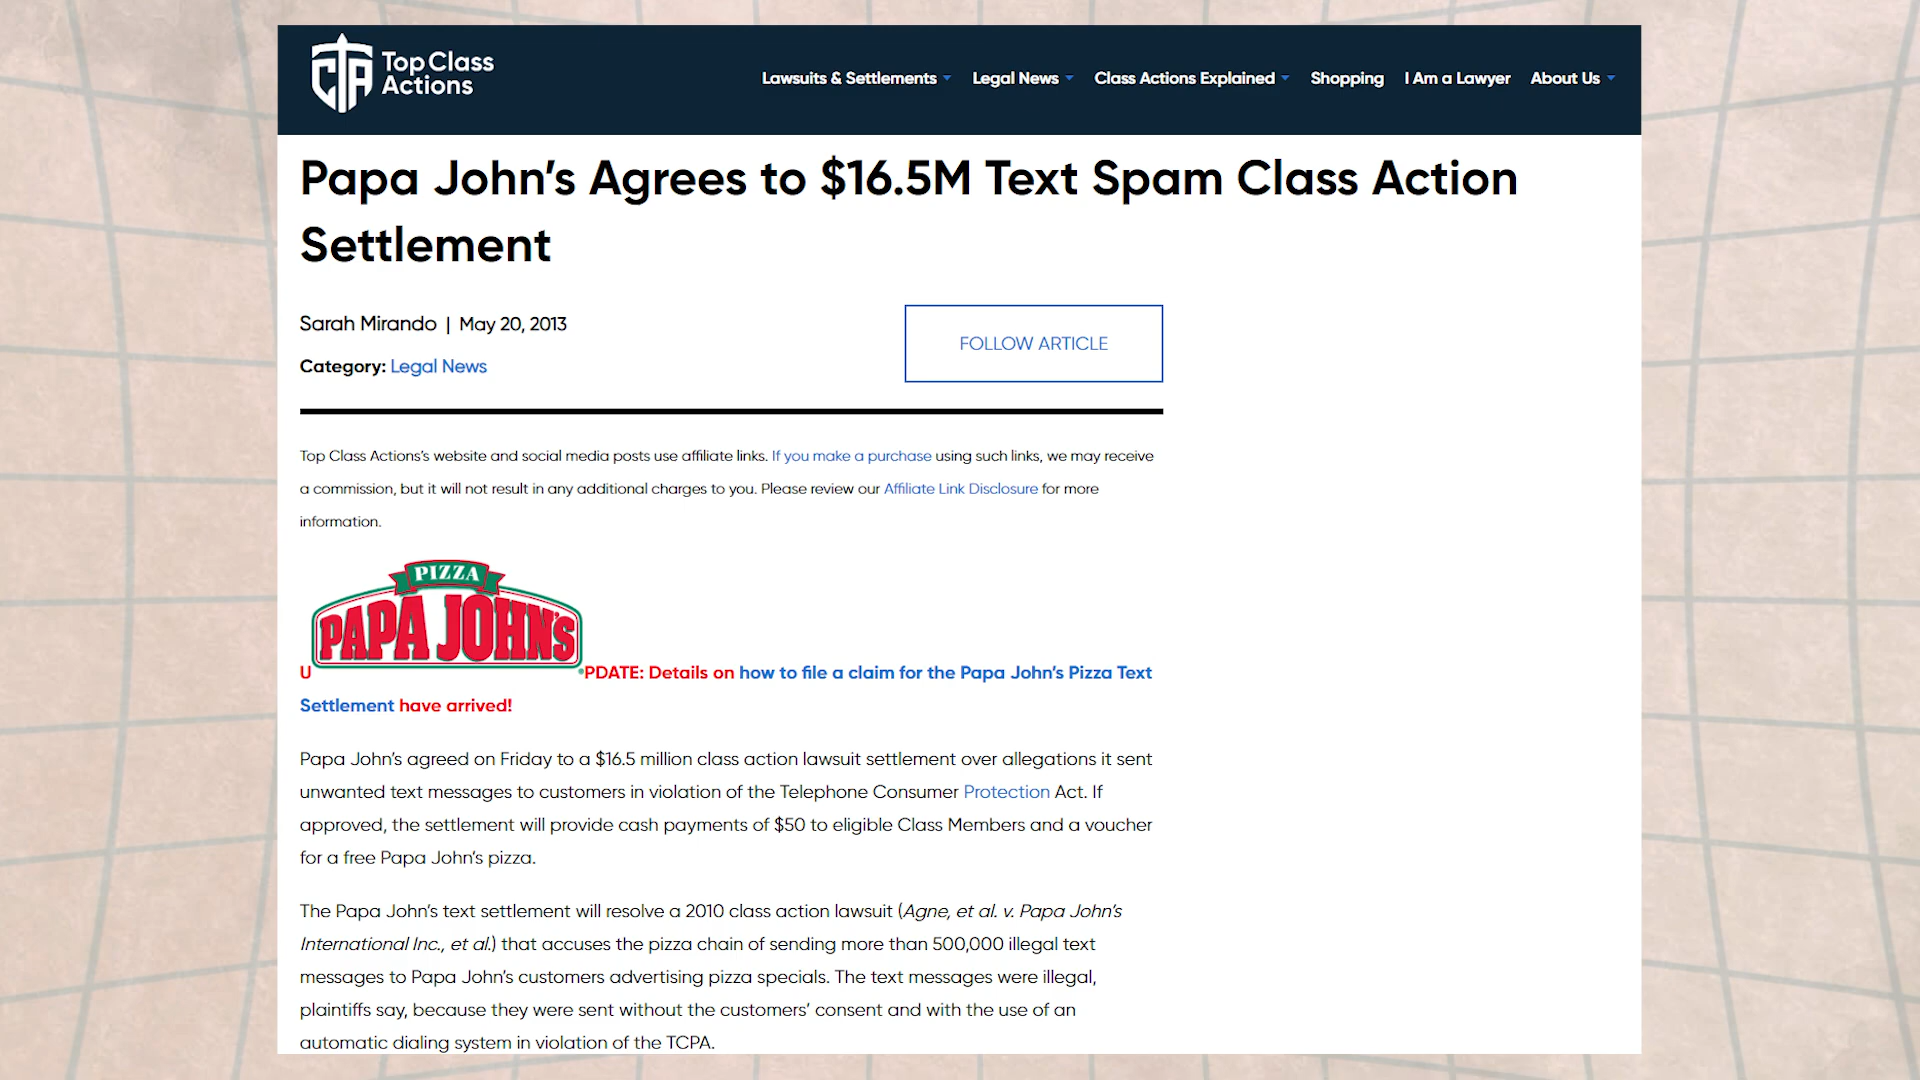 Top Class
Actions
Lawsuits & Settlements Legal News Class Actions Explained Shopping I Am a Lawyer About Us
Papa John’s Agrees to $16.5M Text Spam Class Action
Settlement
Sarah Mirando | May 20, 2013
FOLLOW ARTICLE
Category: Legal News
Top Class Actions’s website and social media posts use affiliate links. If you make a purchase using such links, we may receive
a commission, but it will not result in any additional charges to you. Please review our Affiliate Link Disclosure for more
information.
PIZZA
PAPA JOHN'S
UPDATE: Details on how to file a claim for the Papa John’s Pizza Text
Settlement have arrived!
Papa John’s agreed on Friday to a $16.5 million class action lawsuit settlement over allegations it sent
unwanted text messages to customers in violation of the Telephone Consumer Protection Act. If
approved, the settlement will provide cash payments of $50 to eligible Class Members and a voucher
for a free Papa John’s pizza.
The Papa John’s text settlement will resolve a 2010 class action lawsuit (Agne, et al. v. Papa John’s
International Inc., et al.) that accuses the pizza chain of sending more than 500,000 illegal text
messages to Papa John’s customers advertising pizza specials. The text messages were illegal,
plaintiffs say, because they were sent without the customers’ consent and with the use of an
automatic dialing system in violation of the TCPA.